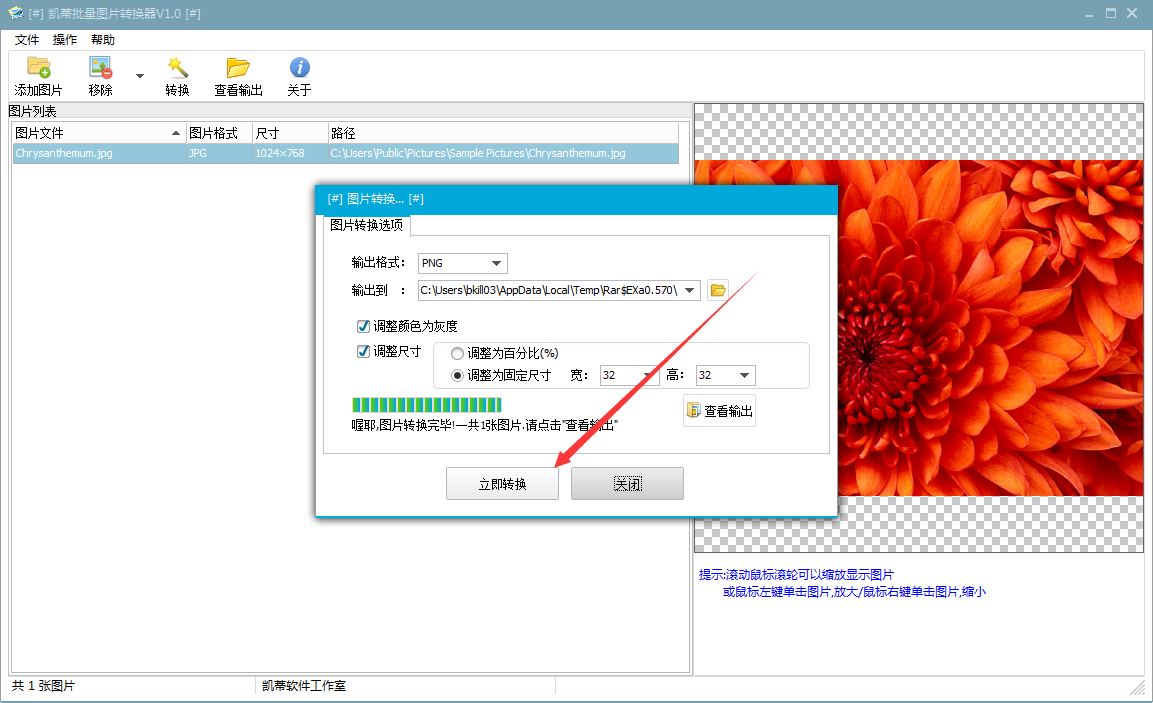 [#] 凯蒂批量图片转换器V1.0 [#]
文件 操作 帮助
添加图片 移除 转换 查看输出 关于
图片列表
图片文件 图片格式 尺寸 路径
Chrysanthemum.jpg JPG 1024×768 C:\Users\Public\Pictures\Sample Pictures\Chrysanthemum.jpg
[#] 图片转换... [#]
图片转换选项
输出格式： PNG
输出到 ： C:\Users\bkill03\AppData\Local\Temp\Rar$EXa0.570\
调整颜色为灰度
调整尺寸
调整为百分比(%)
调整为固定尺寸 宽： 32 高： 32
查看输出
喔耶,图片转换完毕!一共1张图片.请点击"查看输出"
立即转换 关闭
提示:滚动鼠标滚轮可以缩放显示图片
或鼠标左键单击图片,放大/鼠标右键单击图片,缩小
共 1 张图片 凯蒂软件工作室